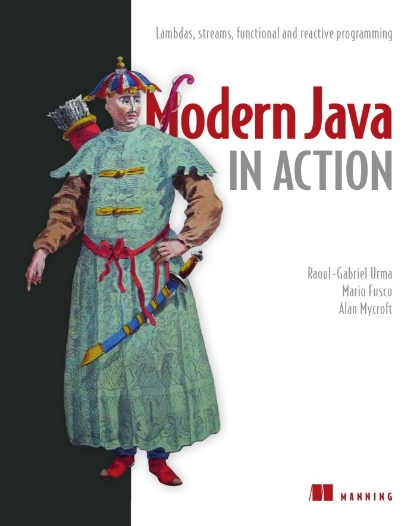 Lambdas, streams, functional and reactive programming
Modern Java
IN ACTION
Raoul-Gabriel Urma
Mario Fusco
Alan Mycroft
MANNING